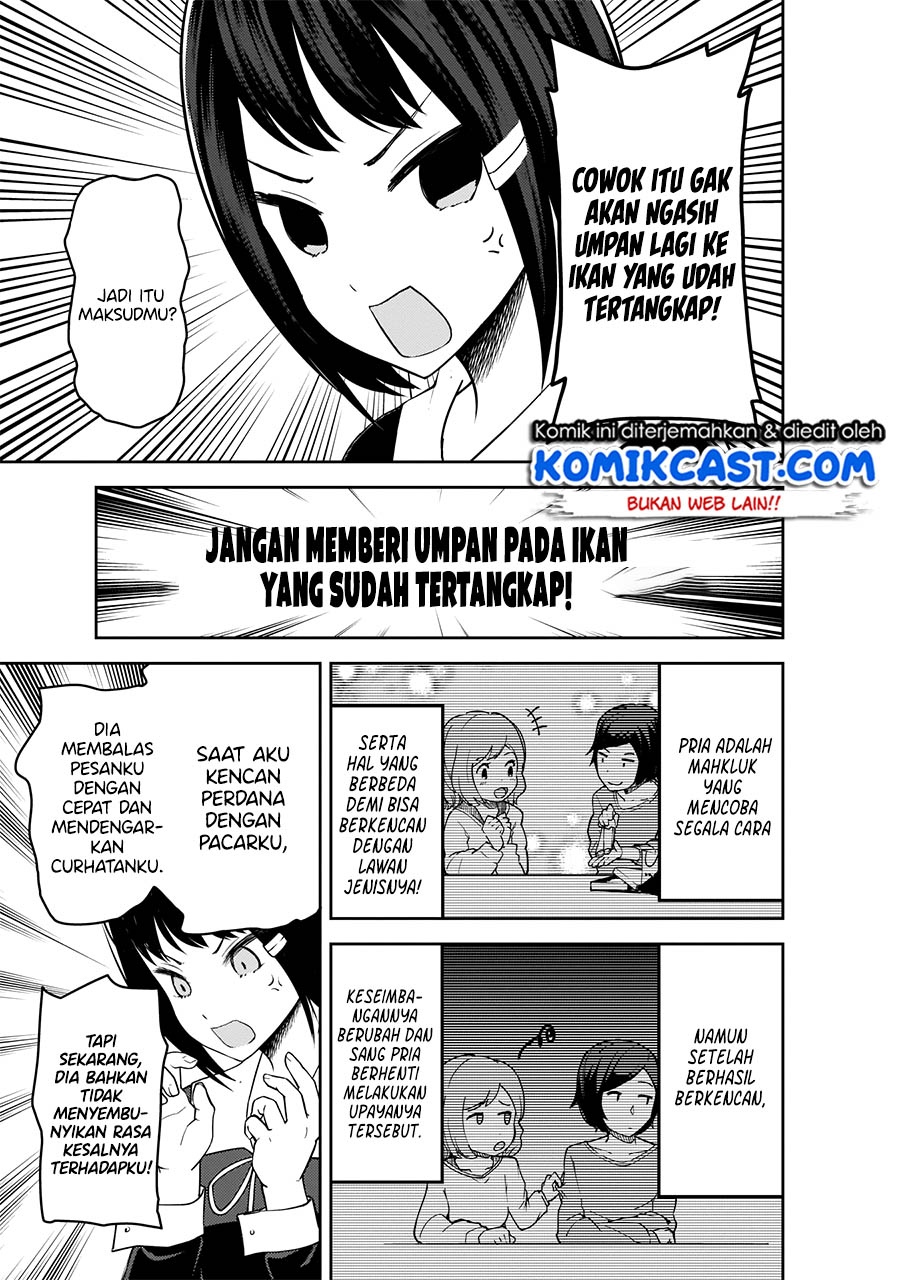 COWOK ITU GAK
AKAN NGASIH
UMPAN LAGI KE
IKAN YANG UDAH
TERTANGKAP!
JADI ITU
MAKSUDMU?
Komik ini diterjemahkan & diedit oleh
KOMIKCAST.COM
BUKAN WEB LAIN!!
JANGAN MEMBERI UMPAN PADA IKAN
YANG SUDAH TERTANGKAP!
PRIA ADALAH
MAHKLUK
YANG
MENCOBA
SEGALA CARA
SERTA
HAL YANG
BERBEDA
DEMI BISA
BERKENCAN
DENGAN
LAWAN
JENISNYA!
NAMUN
SETELAH
BERHASIL
BERKENCAN,
KESEIMBA-
NGANNYA
BERUBAH DAN
SANG PRIA
BERHENTI
MELAKUKAN
UPAYANYA
TERSEBUT.
SAAT AKU
KENCAN
PERDANA
DENGAN
PACARKU,
DIA
MEMBALAS
PESANKU
DENGAN
CEPAT DAN
MENDENGAR-
KAN
CURHATANKU.
TAPI
SEKARANG,
DIA BAHKAN
TIDAK
MENYEMBU-
NYIKAN RASA
KESALNYA
TERHADAPKU!